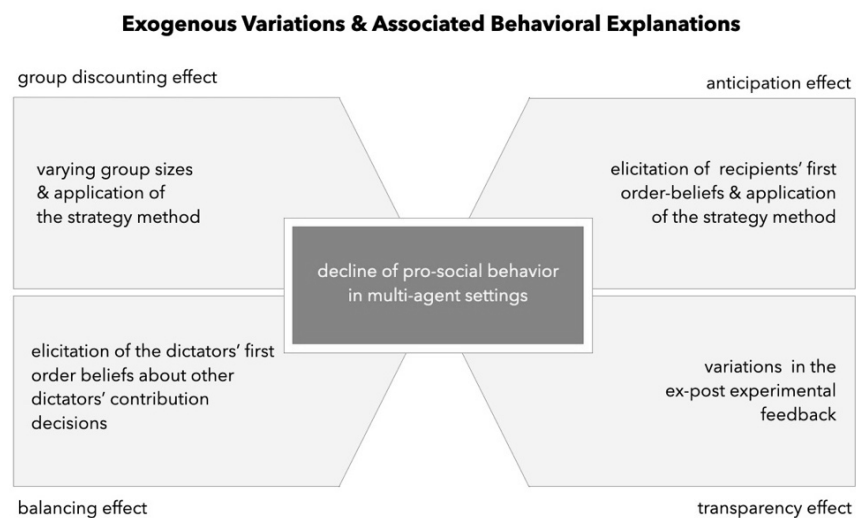 Exogenous Variations & Associated Behavioral Explanations
group discounting effect
anticipation effect
varying group sizes
& application of
the strategy method
elicitation of recipients' first
order-beliefs & application
of the strategy method
decline of pro-social behavior
in multi-agent settings
elicitation of the dictators' first
order beliefs about other
dictators' contribution
decisions
variations in the
ex-post experimental
feedback
balancing effect
transparency effect